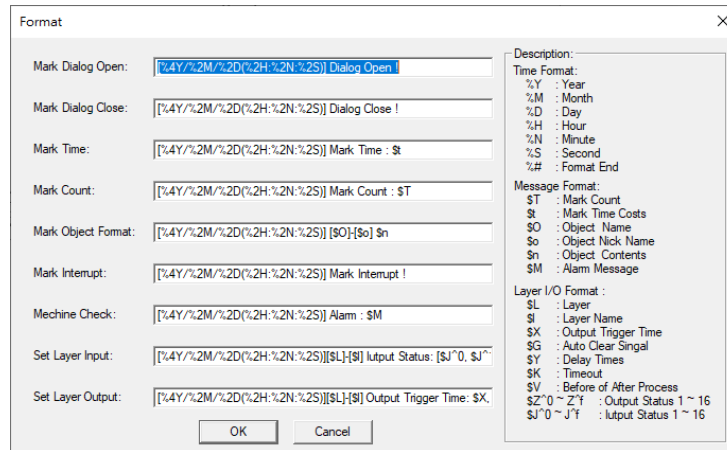 Format
Mark Dialog Open: [%4Y/%2M/%2D(%2H:%2N:%2S)] Dialog Open !
Mark Dialog Close: [%4Y/%2M/%2D(%2H:%2N:%2S)] Dialog Close !
Mark Time: [%4Y/%2M/%2D(%2H:%2N:%2S)] Mark Time : $t
Mark Count: [%4Y/%2M/%2D(%2H:%2N:%2S)] Mark Count : $T
Mark Object Format: [%4Y/%2M/%2D(%2H:%2N:%2S)] [$O]-[$o] $n
Mark Interrupt: [%4Y/%2M/%2D(%2H:%2N:%2S)] Mark Interrupt !
Mechine Check: [%4Y/%2M/%2D(%2H:%2N:%2S)] Alarm : $M
Set Layer Input: [%4Y/%2M/%2D(%2H:%2N:%2S)][$L]-[$l] Iutput Status: [$J^0, $J^
Set Layer Output: [%4Y/%2M/%2D(%2H:%2N:%2S)][$L]-[$l] Output Trigger Time: $X,
OK
Cancel
Description:
Time Format:
%Y : Year
%M : Month
%D : Day
%H : Hour
%N : Minute
%S : Second
%# : Format End
Message Format:
$T : Mark Count
$t : Mark Time Costs
$O : Object Name
$o : Object Nick Name
$n : Object Contents
$M : Alarm Message
Layer I/O Format :
$L : Layer
$l : Layer Name
$X : Output Trigger Time
$G : Auto Clear Singal
$Y : Delay Times
$K : Timeout
$V : Before of After Process
$Z^0 ~ Z^f : Output Status 1 ~ 16
$J^0 ~ J^f : Iutput Status 1 ~ 16